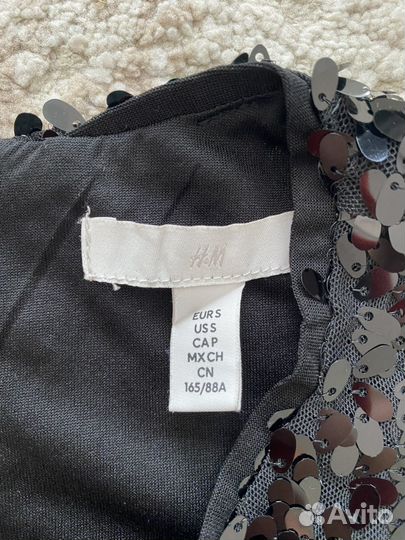 H&M
EUR S
US S
CA P
MX CH
CN
165/88A
Avito